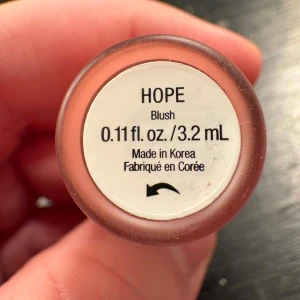 HOPE
Blush
0.11 fl. oz. / 3.2 mL
Made in Korea
Fabriqué en Corée